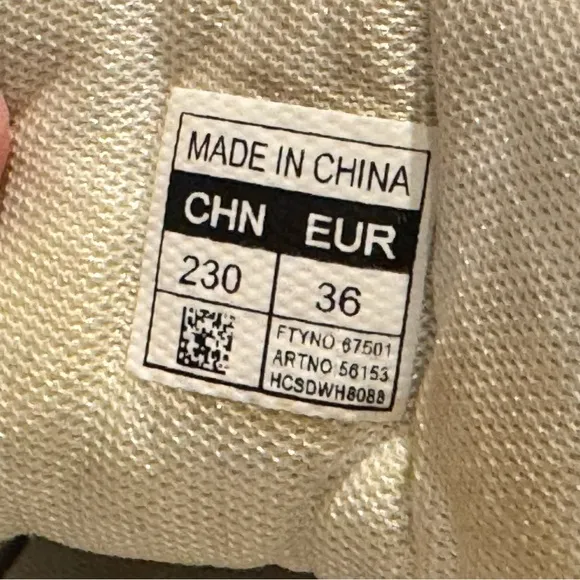 MADE IN CHINA
CHN EUR
230 36
FTYNO 67501
ARTNO 56153
HCSDWH8088